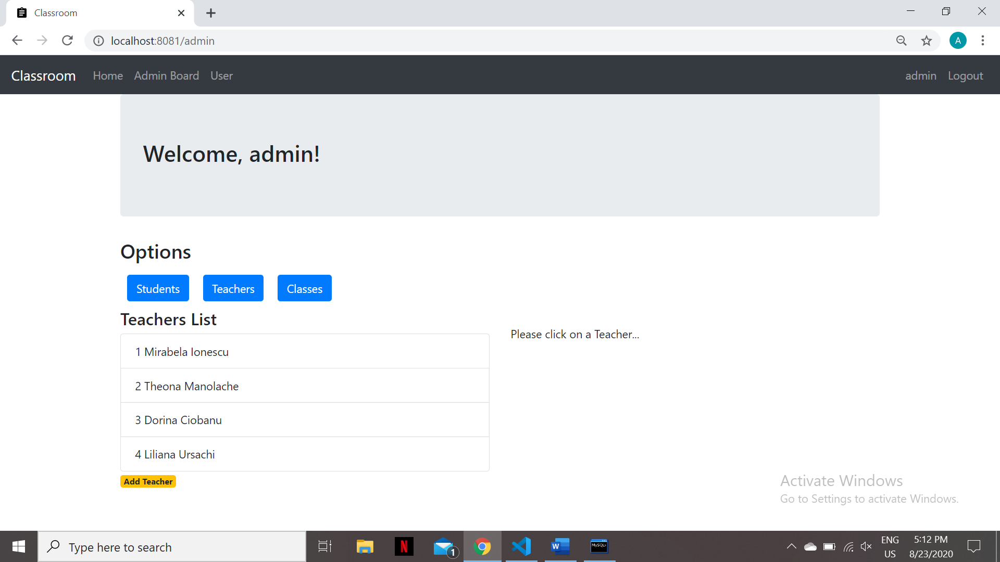 Classroom
localhost:8081/admin
A
Classroom Home Admin Board User admin Logout
Welcome, admin!
Options
Students Teachers Classes
Teachers List
Please click on a Teacher...
1 Mirabela Ionescu
2 Theona Manolache
3 Dorina Ciobanu
4 Liliana Ursachi
Add Teacher
Activate Windows
Go to Settings to activate Windows.
Type here to search
N
1
W
MySQL>
ENG
US
5:12 PM
8/23/2020